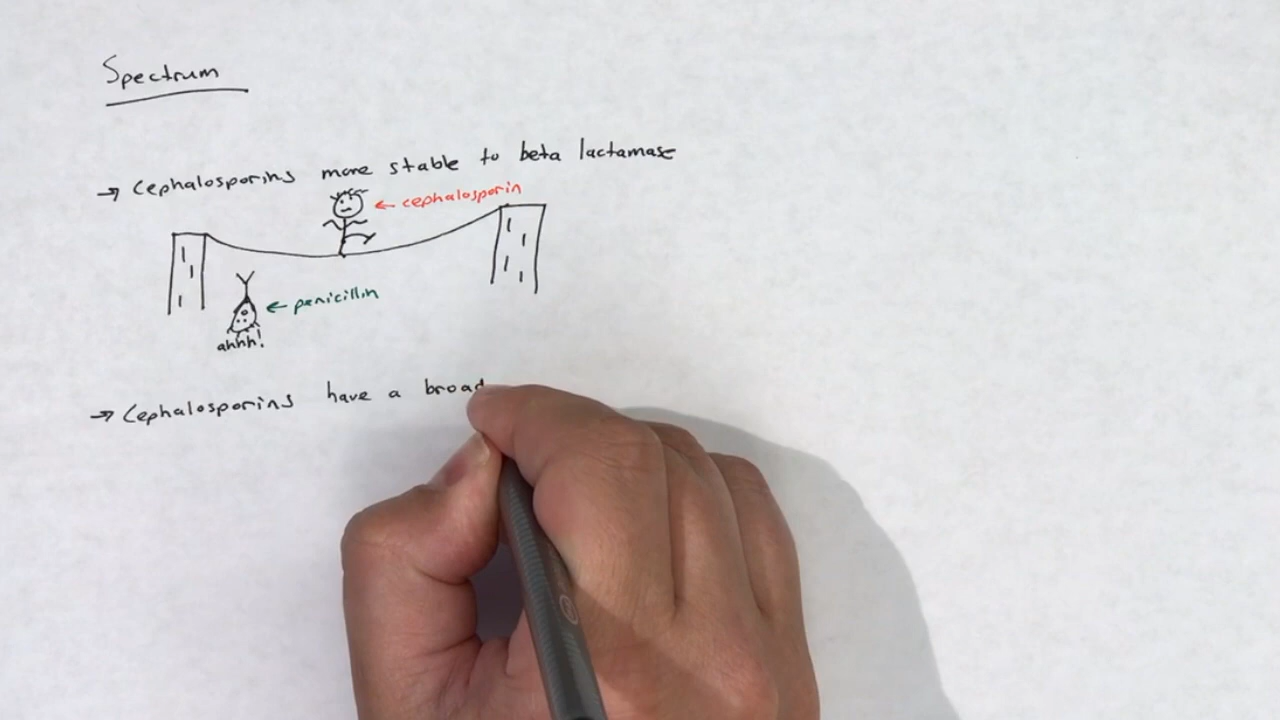 Spectrum
→ Cephalosporins more stable to beta lactamase
← cephalosporin
← penicillin
ahhh!
→ Cephalosporins have a broad